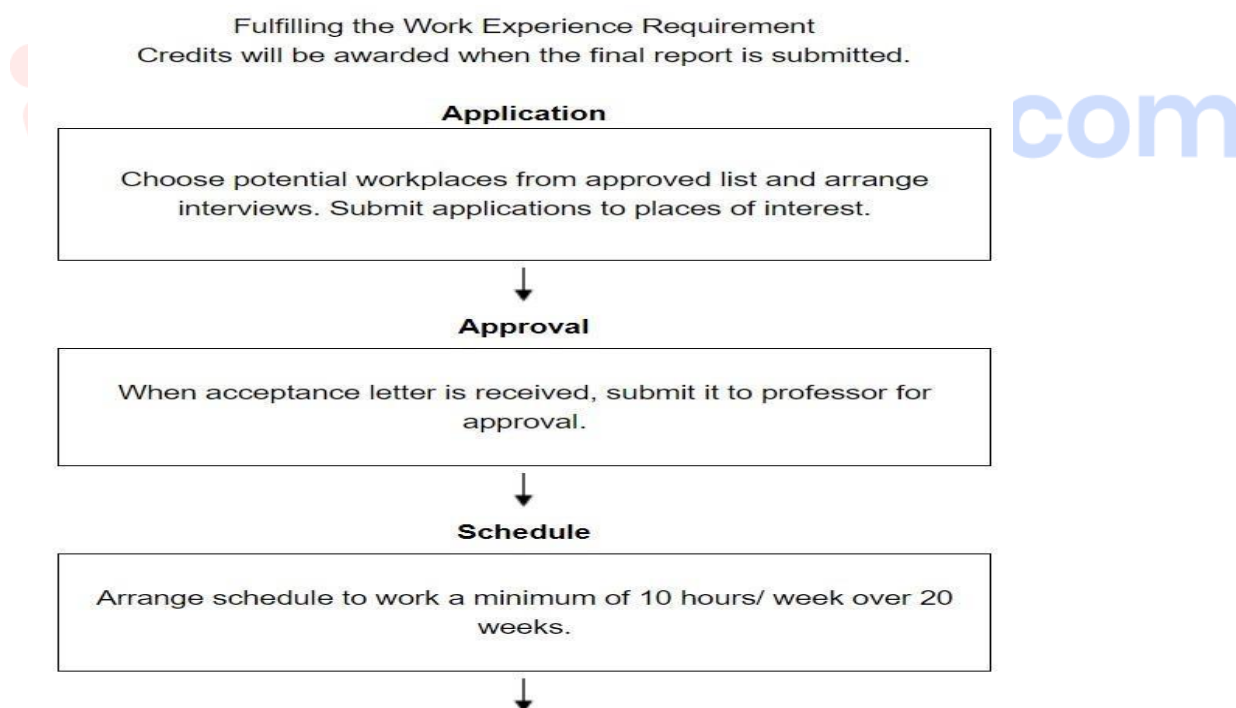 Fulfilling the Work Experience Requirement
Credits will be awarded when the final report is submitted.
com
Application
Choose potential workplaces from approved list and arrange
interviews. Submit applications to places of interest.
Approval
When acceptance letter is received, submit it to professor for
approval.
Schedule
Arrange schedule to work a minimum of 10 hours/ week over 20
weeks.